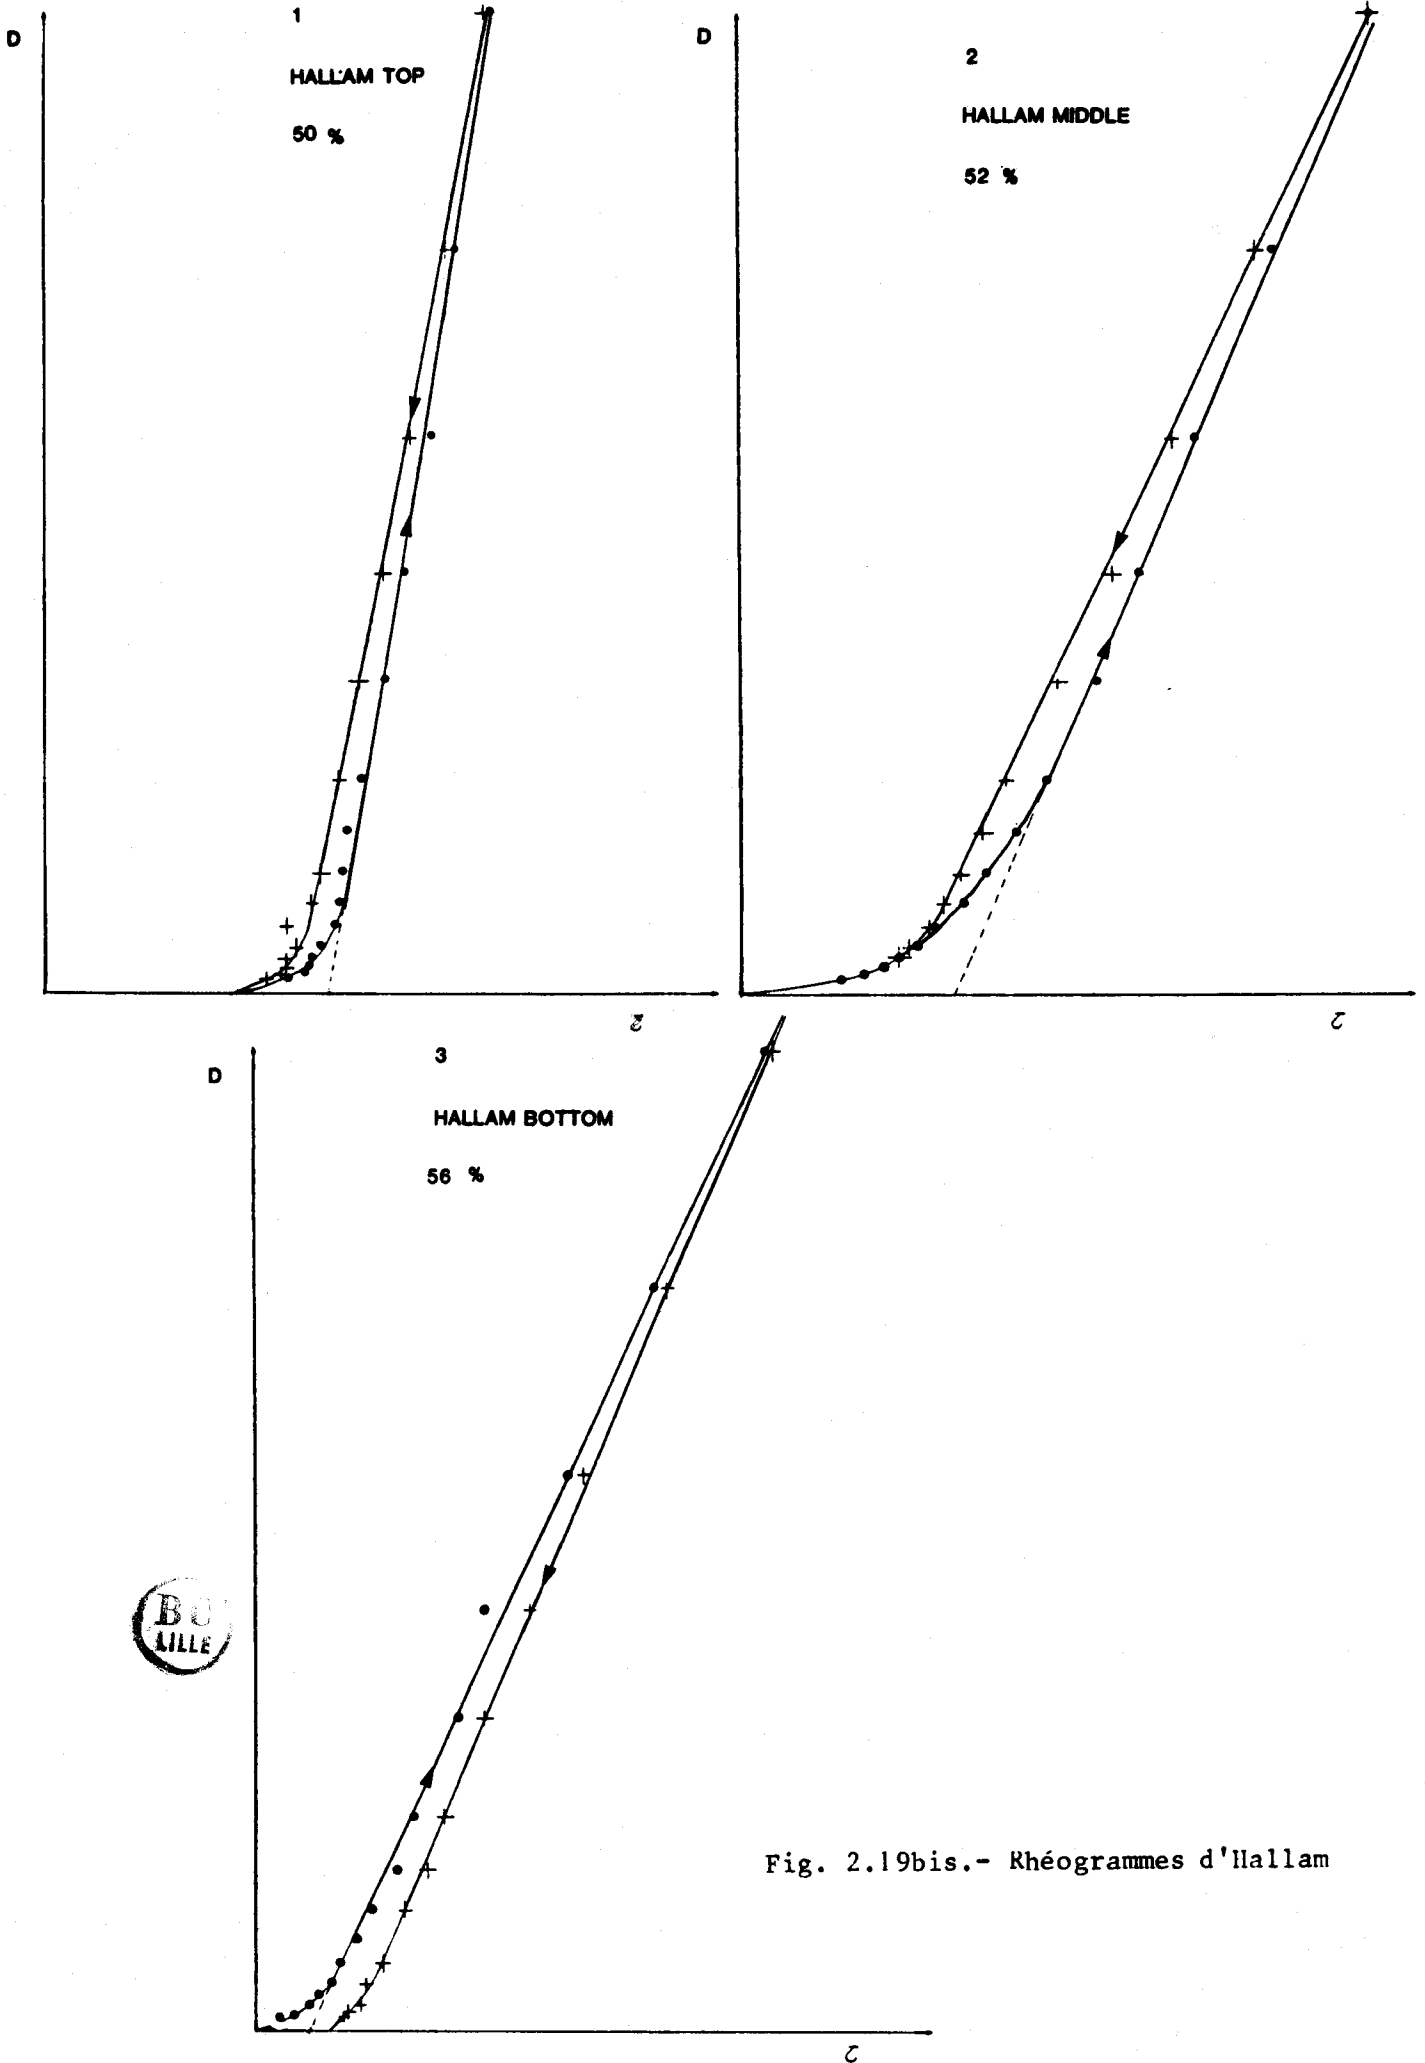 1
D
HALLAM TOP
50 %
τ
D
2
HALLAM MIDDLE
52 %
τ
3
D
HALLAM BOTTOM
56 %
τ
LILLE
Fig. 2.19bis.- Rhéogrammes d'Hallam